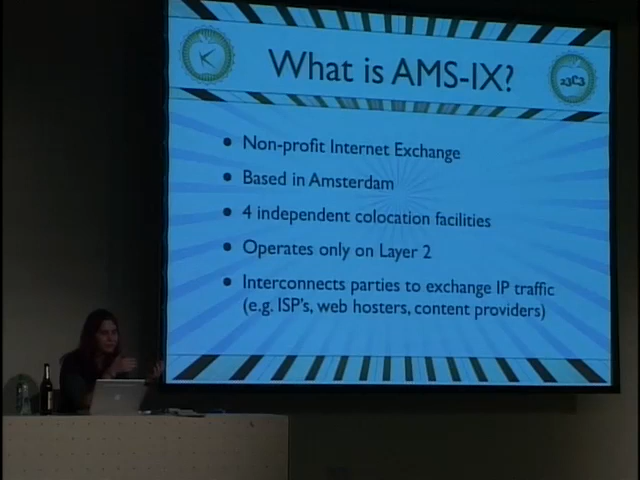 What is AMS-IX?
23C3
Non-profit Internet Exchange
Based in Amsterdam
4 independent colocation facilities
Operates only on Layer 2
Interconnects parties to exchange IP traffic
(e.g. ISP's, web hosters, content providers)